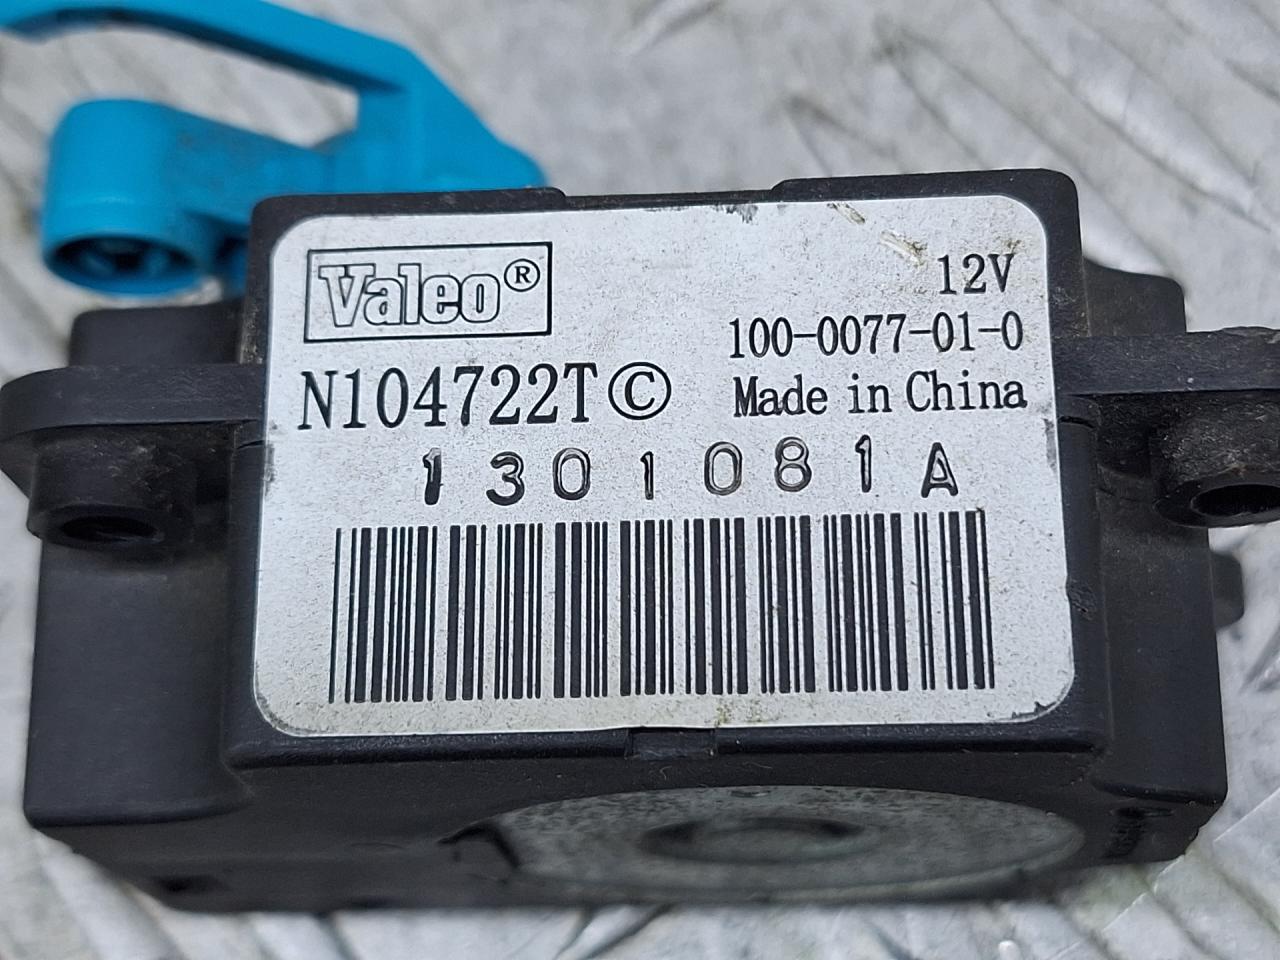 Valeo®
12V
100-0077-01-0
N104722T©
Made in China
1301081A